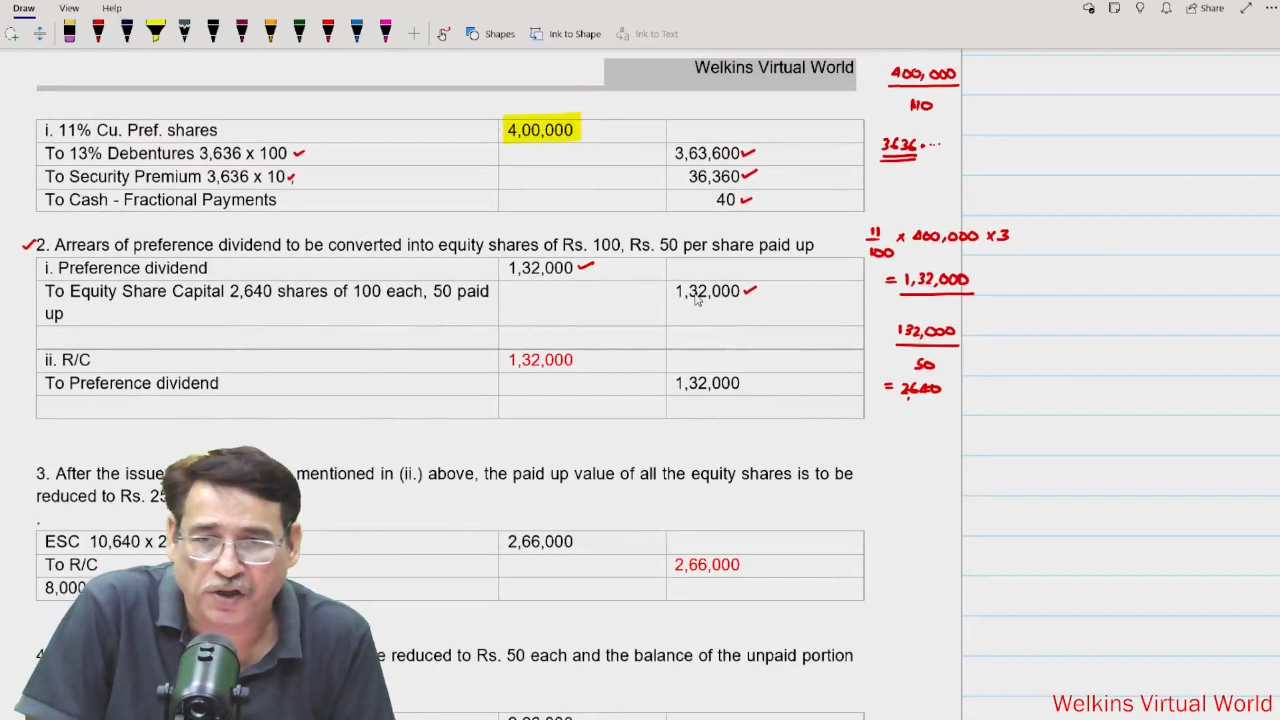 Draw View Help
Share
Shapes Ink to Shape Ink to Text
Welkins Virtual World
i. 11% Cu. Pref. shares 4,00,000
To 13% Debentures 3,636 x 100 3,63,600
To Security Premium 3,636 x 10 36,360
To Cash - Fractional Payments 40
2. Arrears of preference dividend to be converted into equity shares of Rs. 100, Rs. 50 per share paid up
i. Preference dividend 1,32,000
To Equity Share Capital 2,640 shares of 100 each, 50 paid 1,32,000
up
ii. R/C 1,32,000
To Preference dividend 1,32,000
3. After the issue mentioned in (ii.) above, the paid up value of all the equity shares is to be
reduced to Rs. 25
.
ESC 10,640 x 2 2,66,000
To R/C 2,66,000
8,000
reduced to Rs. 50 each and the balance of the unpaid portion
400,000
110
3636...
11
100
x 400,000 x 3
= 1,32,000
132,000
50
= 2,640
Welkins Virtual World